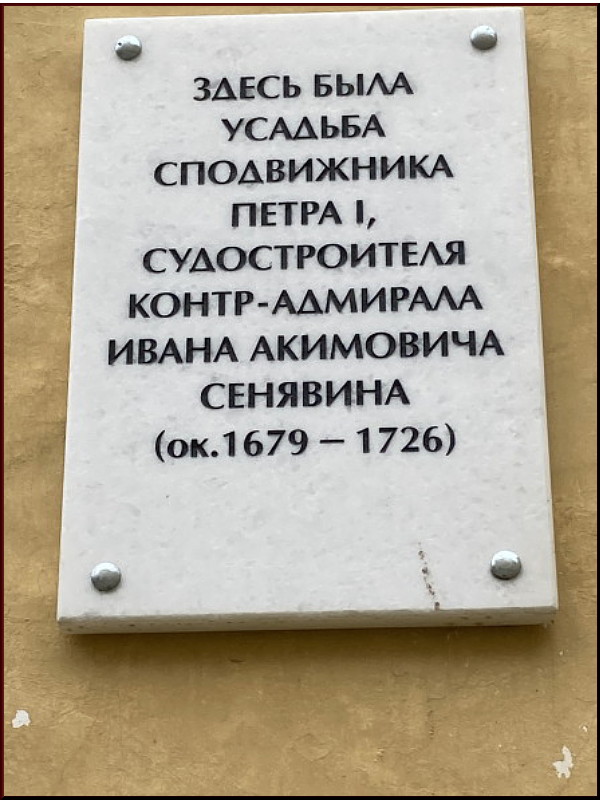 ЗДЕСЬ БЫЛА
УСАДЬБА
СПОДВИЖНИКА
ПЕТРА I,
СУДОСТРОИТЕЛЯ
КОНТР-АДМИРАЛА
ИВАНА АКИМОВИЧА
СЕНЯВИНА
(ок.1679 – 1726)